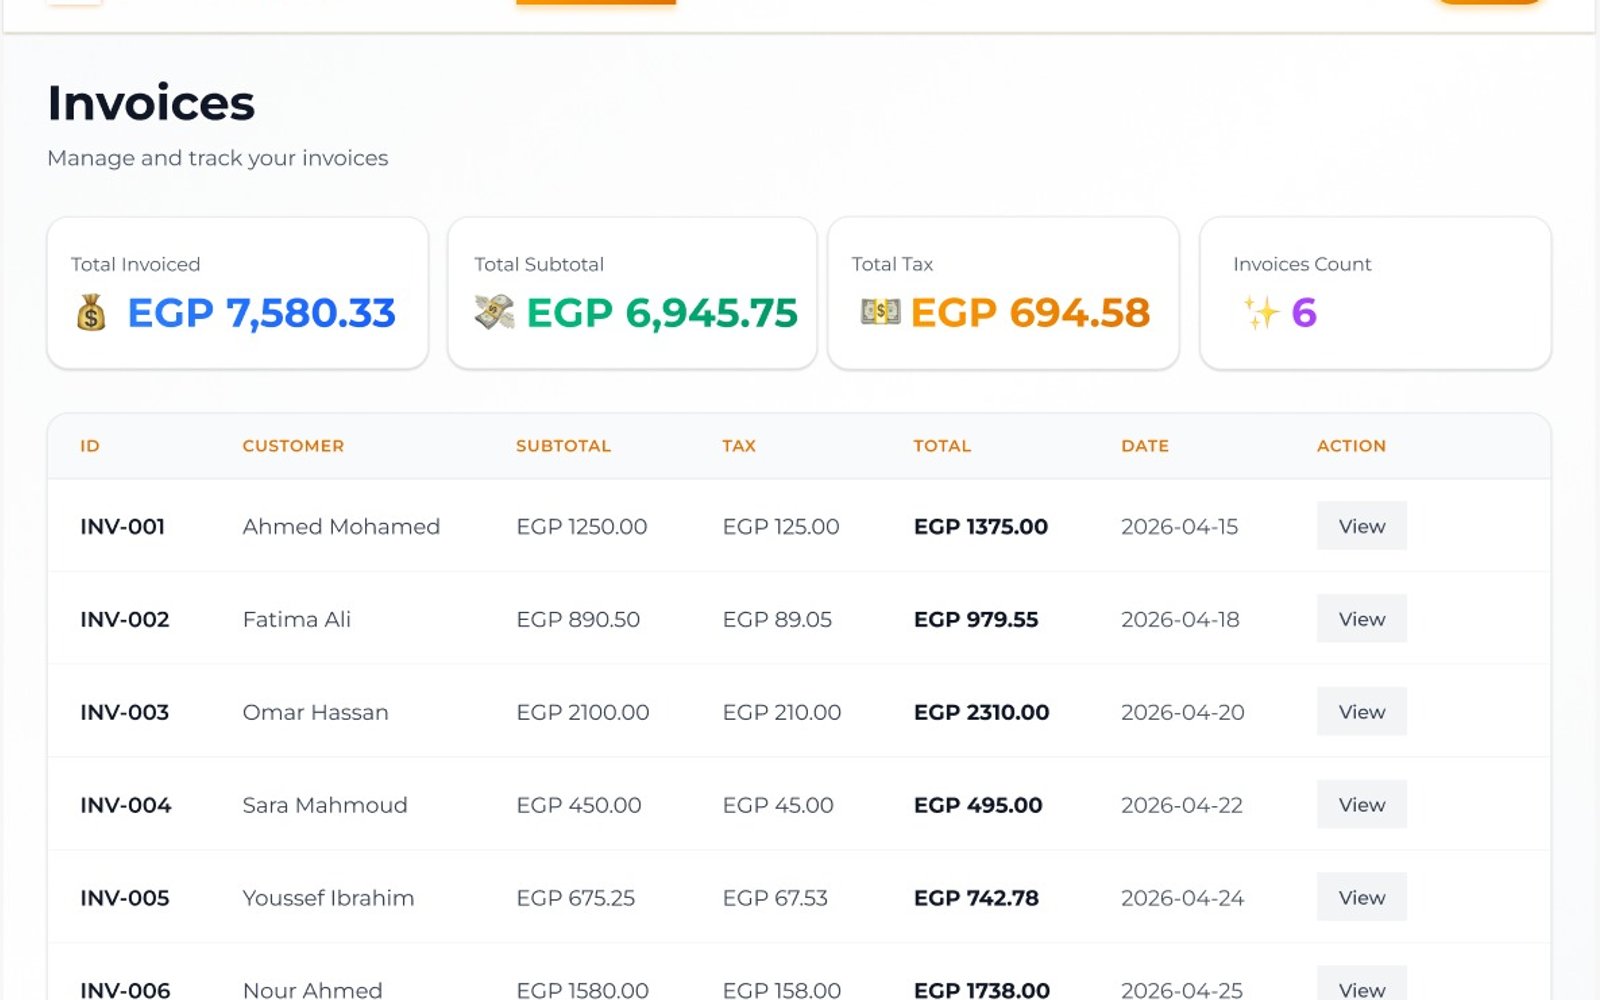 Invoices
Manage and track your invoices
Total Invoiced
EGP 7,580.33
Total Subtotal
EGP 6,945.75
Total Tax
EGP 694.58
Invoices Count
6
ID CUSTOMER SUBTOTAL TAX TOTAL DATE ACTION
INV-001 Ahmed Mohamed EGP 1250.00 EGP 125.00 EGP 1375.00 2026-04-15 View
INV-002 Fatima Ali EGP 890.50 EGP 89.05 EGP 979.55 2026-04-18 View
INV-003 Omar Hassan EGP 2100.00 EGP 210.00 EGP 2310.00 2026-04-20 View
INV-004 Sara Mahmoud EGP 450.00 EGP 45.00 EGP 495.00 2026-04-22 View
INV-005 Youssef Ibrahim EGP 675.25 EGP 67.53 EGP 742.78 2026-04-24 View
INV-006 Nour Ahmed EGP 1580.00 EGP 158.00 EGP 1738.00 2026-04-25 View